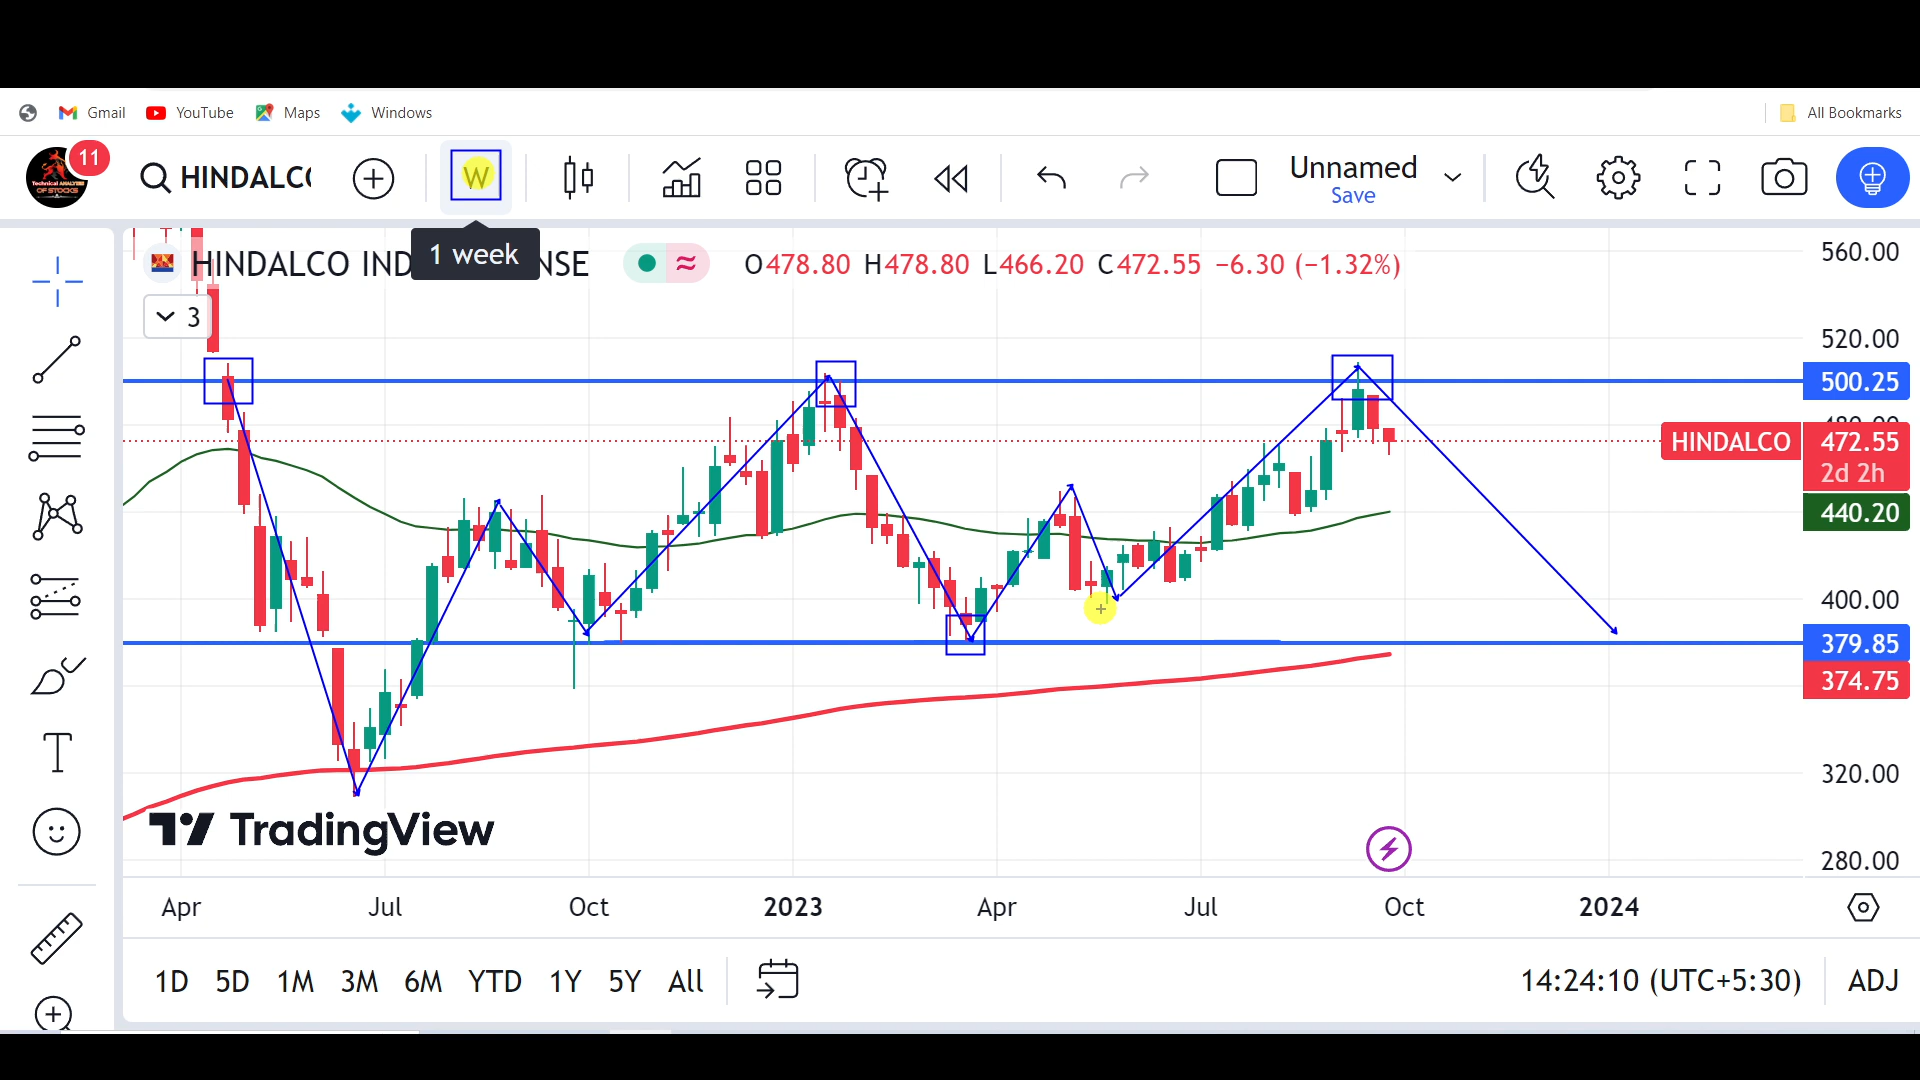 Gmail YouTube Maps Windows All Bookmarks
11 HINDALCO W Unnamed
Save
1 week
HINDALCO IND NSE O478.80 H478.80 L466.20 C472.55 −6.30 (−1.32%)
3
560.00
520.00
500.25
HINDALCO 472.55
2d 2h
440.20
400.00
379.85
374.75
320.00
280.00
TradingView
Apr Jul Oct 2023 Apr Jul Oct 2024
1D 5D 1M 3M 6M YTD 1Y 5Y All 14:24:10 (UTC+5:30) ADJ